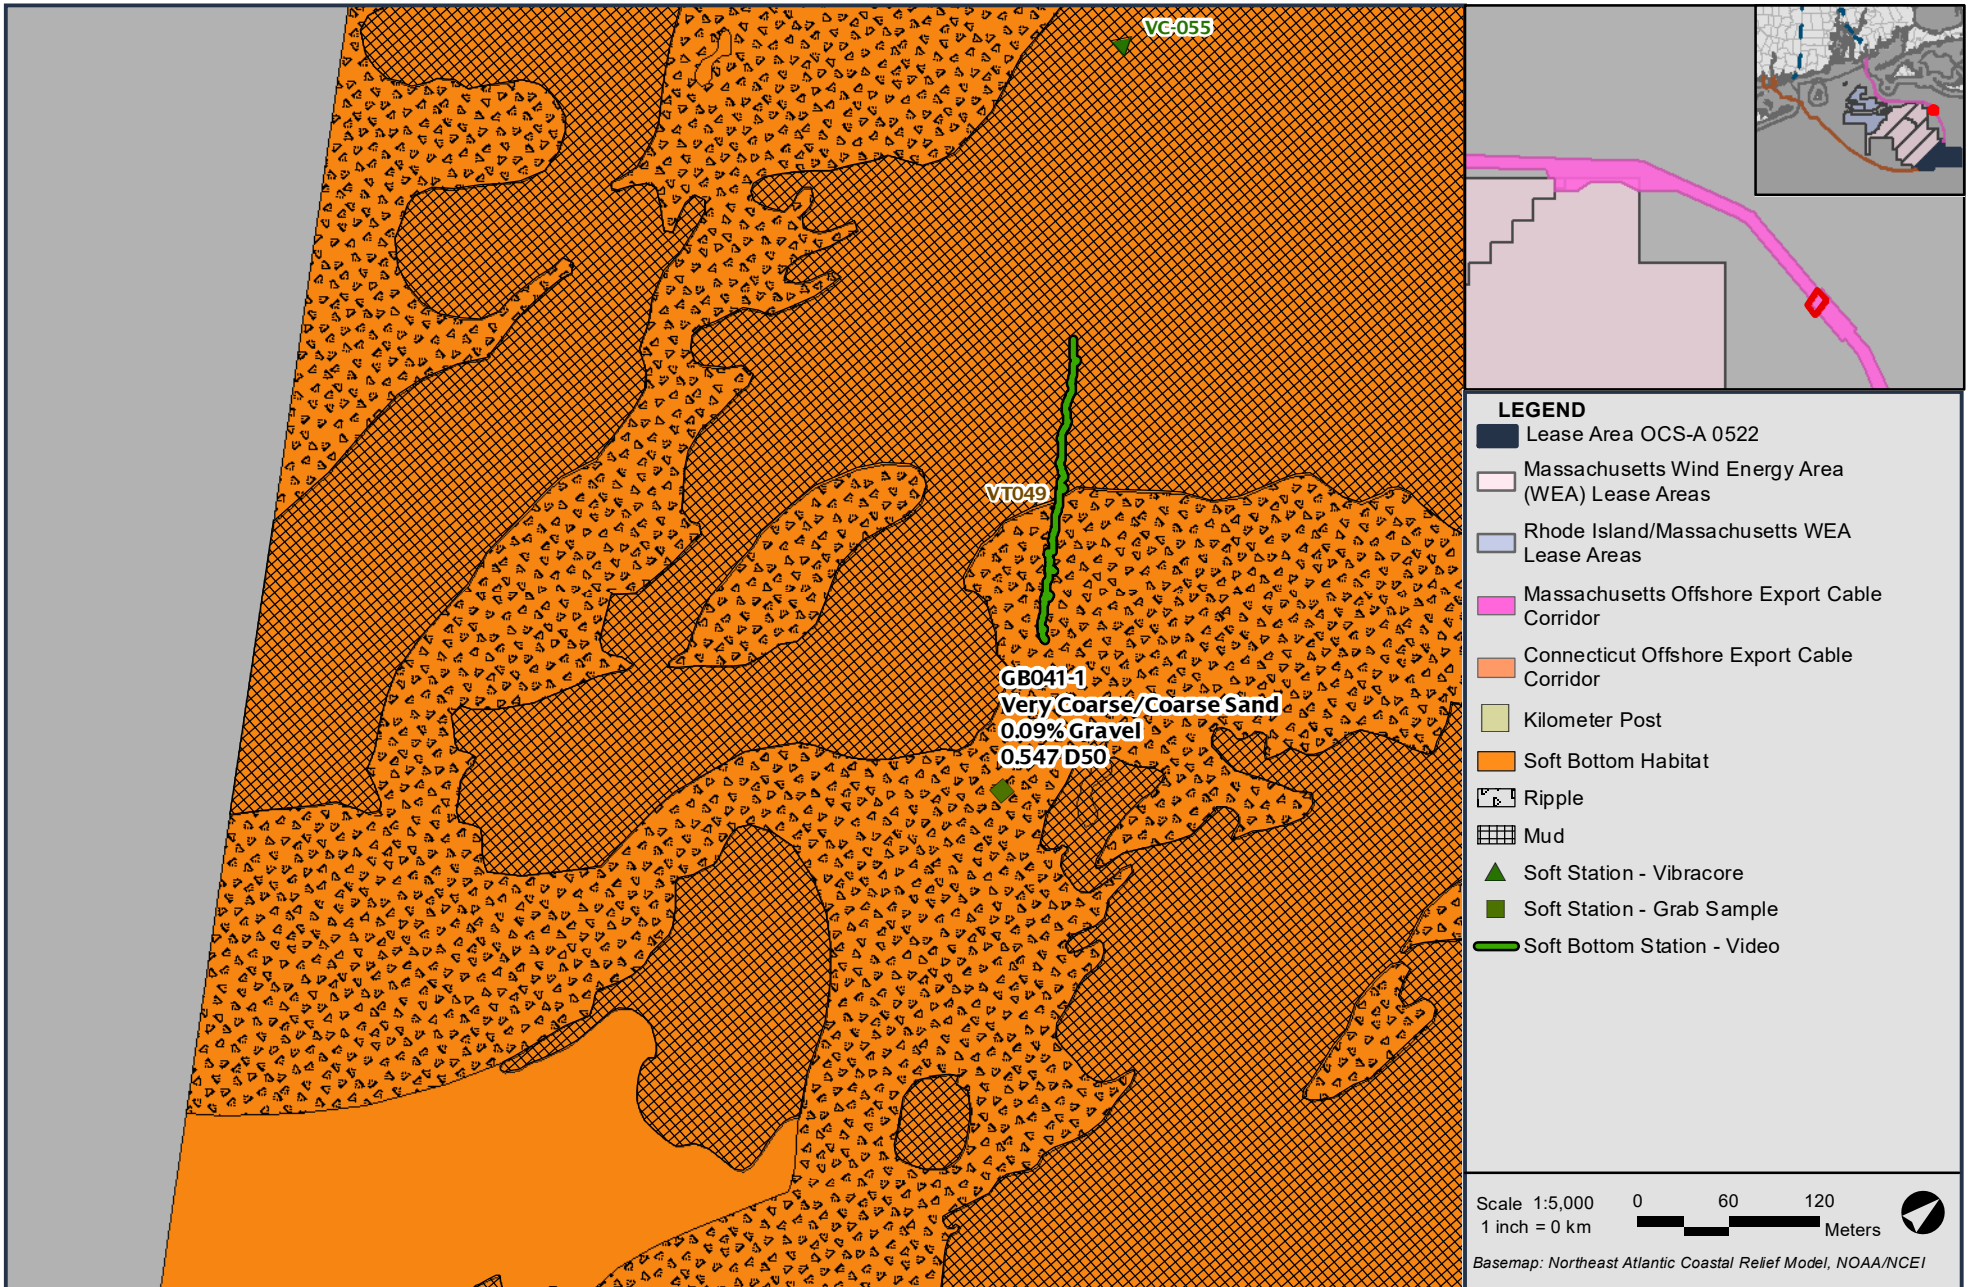 VC-055
VT049
GB041-1
Very Coarse/Coarse Sand
0.09% Gravel
0.547 D50
LEGEND
Lease Area OCS-A 0522
Massachusetts Wind Energy Area
(WEA) Lease Areas
Rhode Island/Massachusetts WEA
Lease Areas
Massachusetts Offshore Export Cable
Corridor
Connecticut Offshore Export Cable
Corridor
Kilometer Post
Soft Bottom Habitat
Ripple
Mud
Soft Station - Vibracore
Soft Station - Grab Sample
Soft Bottom Station - Video
Scale 1:5,000
1 inch = 0 km
0 60 120
Meters
Basemap: Northeast Atlantic Coastal Relief Model, NOAA/NCEI